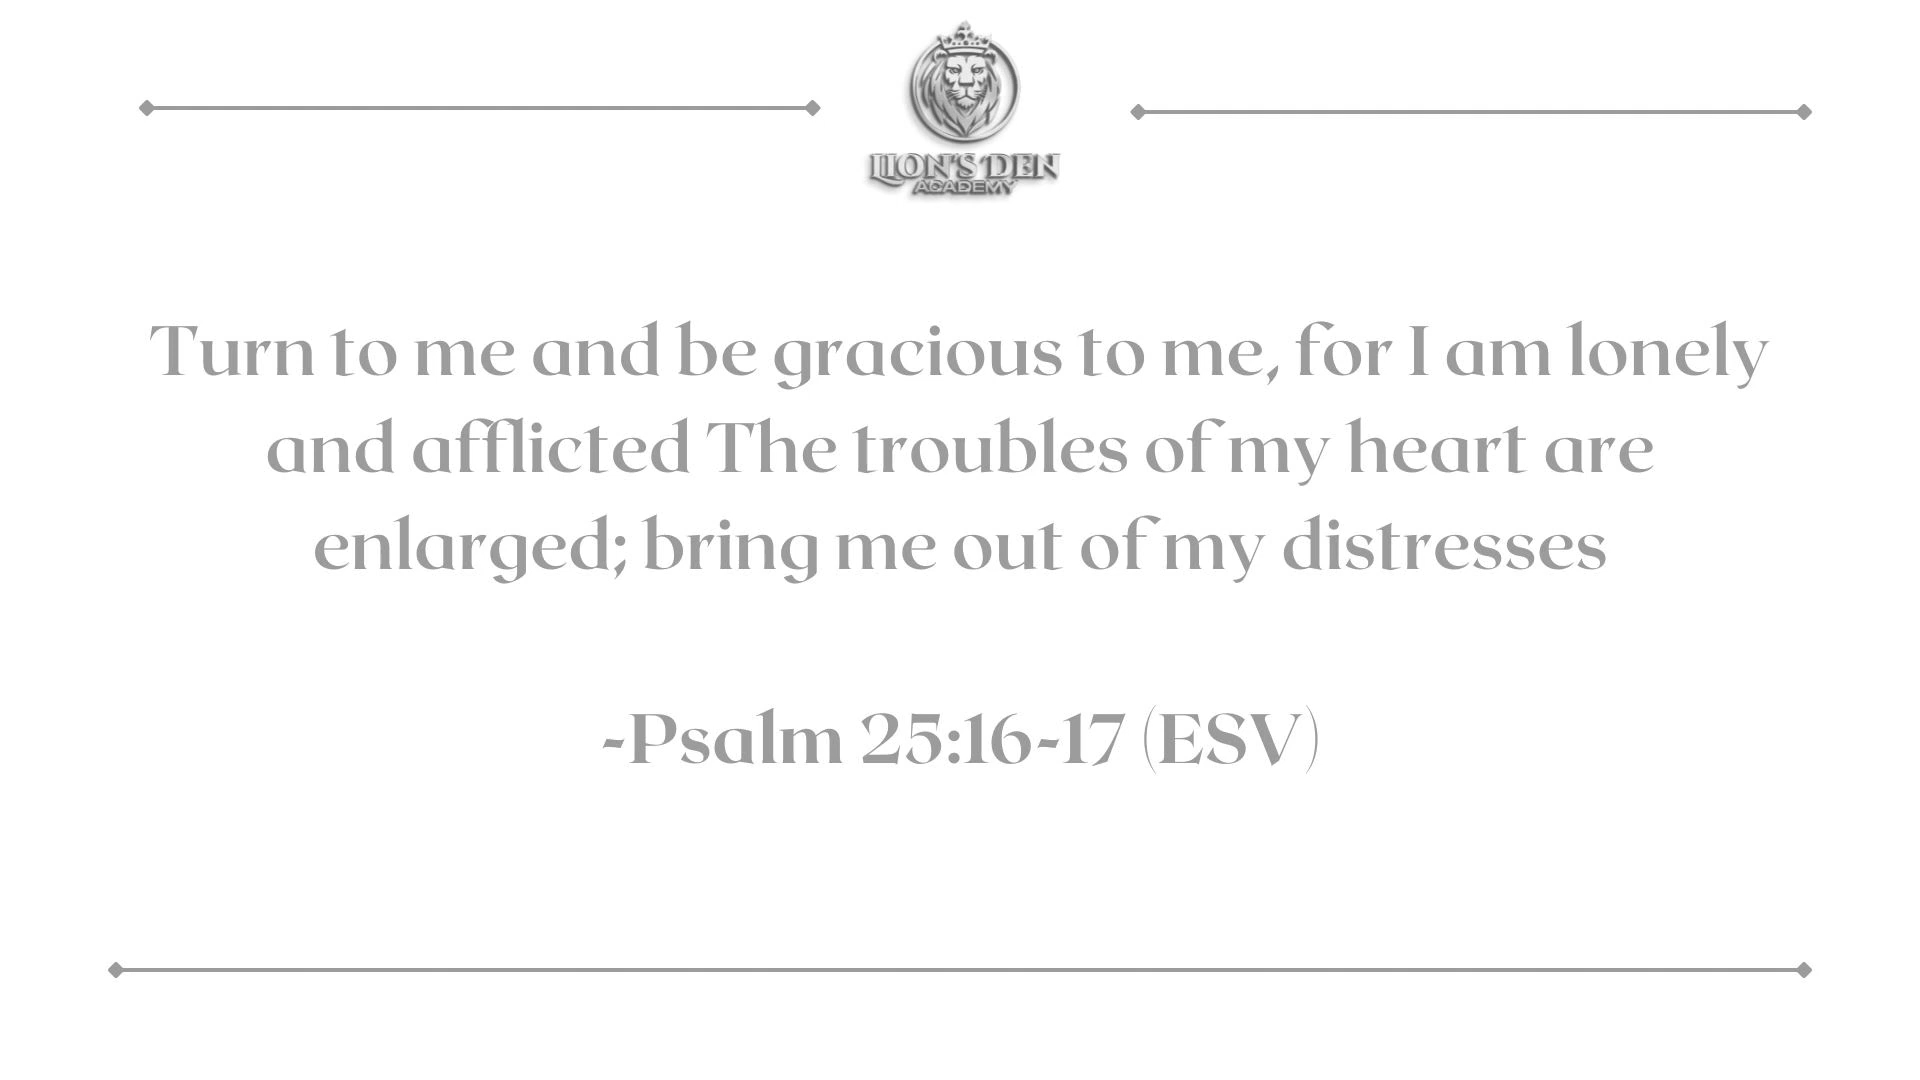 LION'S DEN
ACADEMY
Turn to me and be gracious to me, for I am lonely
and afflicted The troubles of my heart are
enlarged; bring me out of my distresses
-Psalm 25:16-17 (ESV)